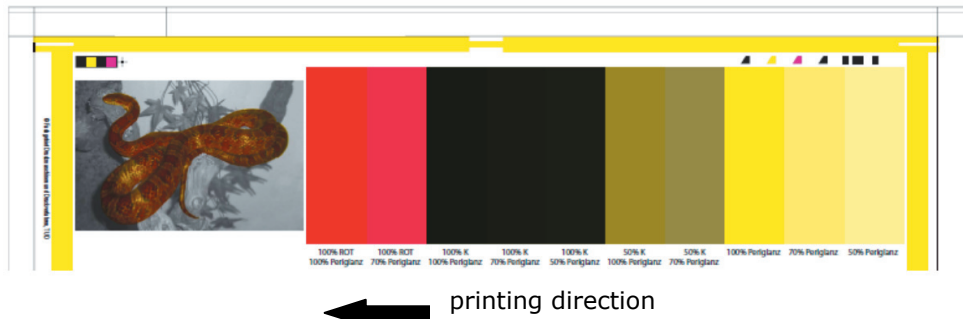 100% ROT 100% ROT 100% K 100% K 100% K 50% K 50% K 100% Perlglanz 70% Perlglanz 50% Perlglanz
100% Perlglanz 70% Perlglanz 100% Perlglanz 70% Perlglanz 50% Perlglanz 100% Perlglanz 70% Perlglanz
printing direction